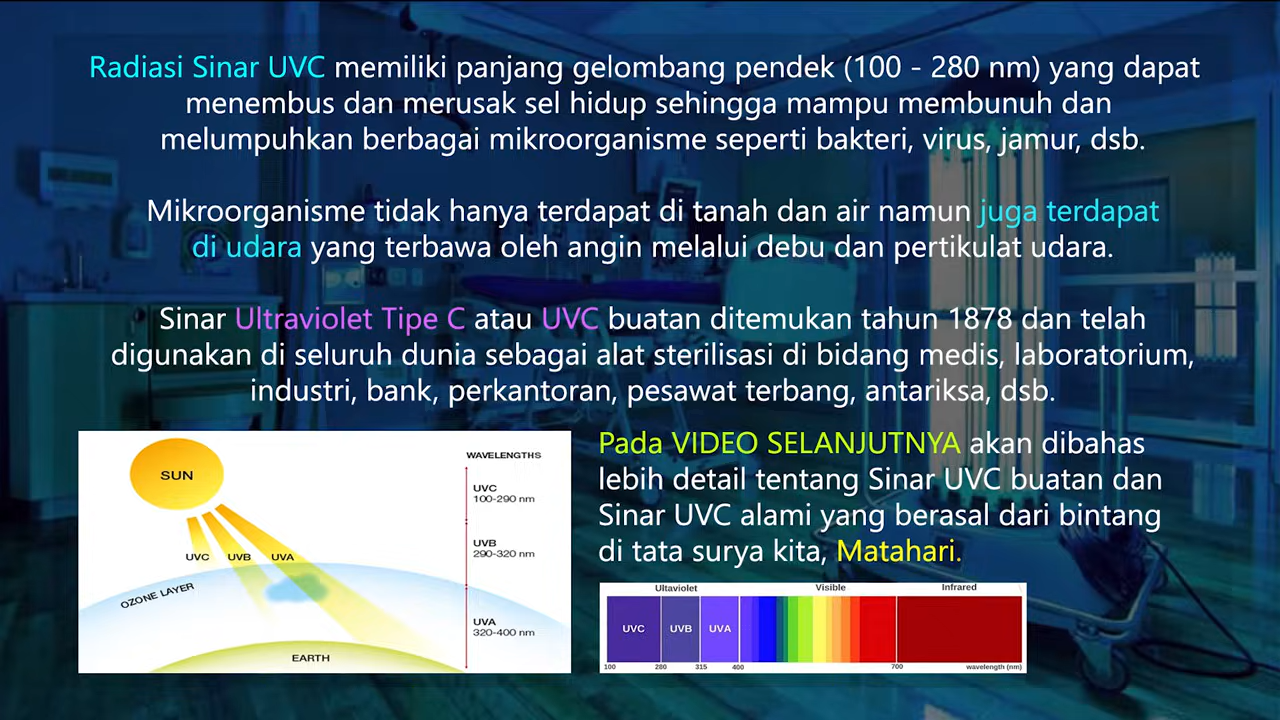 Radiasi Sinar UVC memiliki panjang gelombang pendek (100 - 280 nm) yang dapat
menembus dan merusak sel hidup sehingga mampu membunuh dan
melumpuhkan berbagai mikroorganisme seperti bakteri, virus, jamur, dsb.
Mikroorganisme tidak hanya terdapat di tanah dan air namun juga terdapat
di udara yang terbawa oleh angin melalui debu dan pertikulat udara.
Sinar Ultraviolet Tipe C atau UVC buatan ditemukan tahun 1878 dan telah
digunakan di seluruh dunia sebagai alat sterilisasi di bidang medis, laboratorium,
industri, bank, perkantoran, pesawat terbang, antariksa, dsb.
SUN
WAVELENGTHS
UVC
100-290 nm
UVB
290-320 nm
UVA
320-400 nm
UVC UVB UVA
OZONE LAYER
EARTH
Pada VIDEO SELANJUTNYA akan dibahas
lebih detail tentang Sinar UVC buatan dan
Sinar UVC alami yang berasal dari bintang
di tata surya kita, Matahari.
Ultaviolet Visible Infrared
UVC UVB UVA
100 280 315 400 700 wavelength (nm)